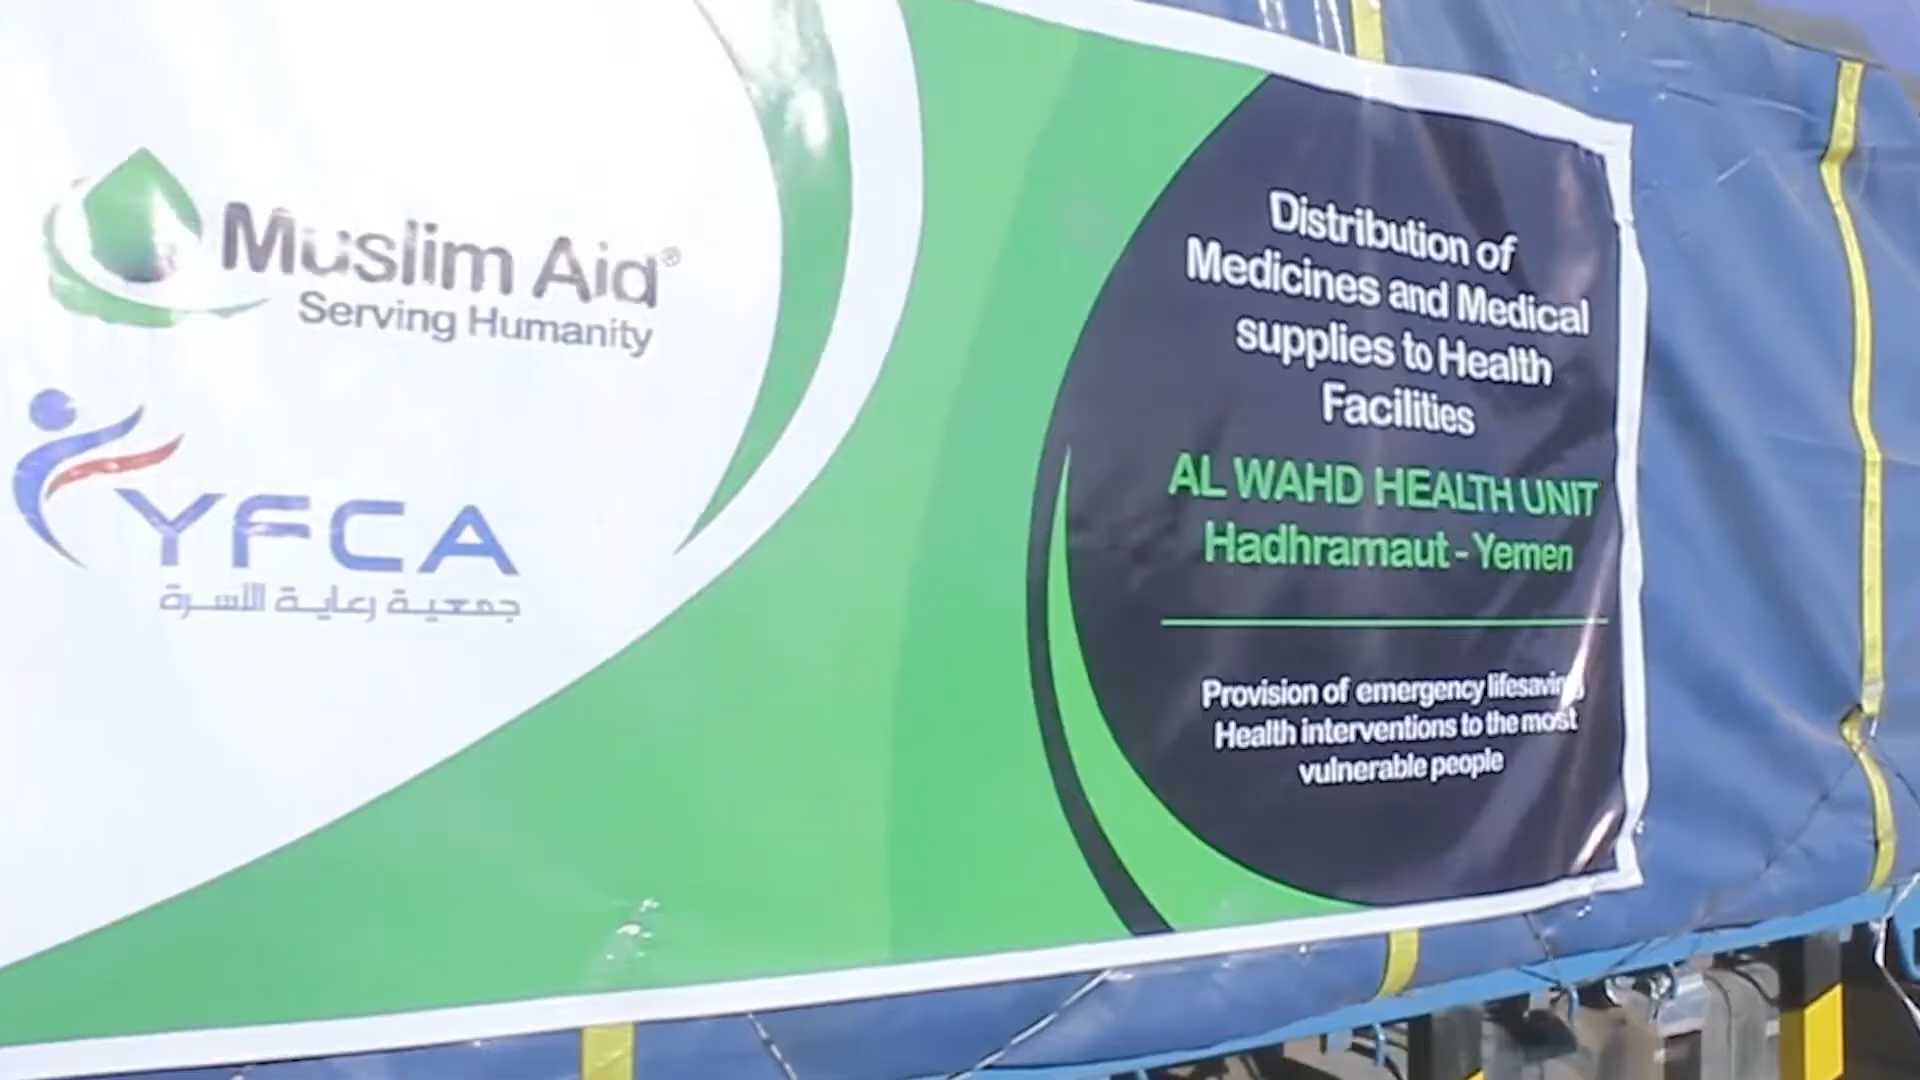 Muslim Aid®
Serving Humanity
YFCA
جمعية رعاية الأسرة
Distribution of
Medicines and Medical
supplies to Health
Facilities
AL WAHD HEALTH UNIT
Hadhramaut - Yemen
Provision of emergency lifesaving
Health interventions to the most
vulnerable people